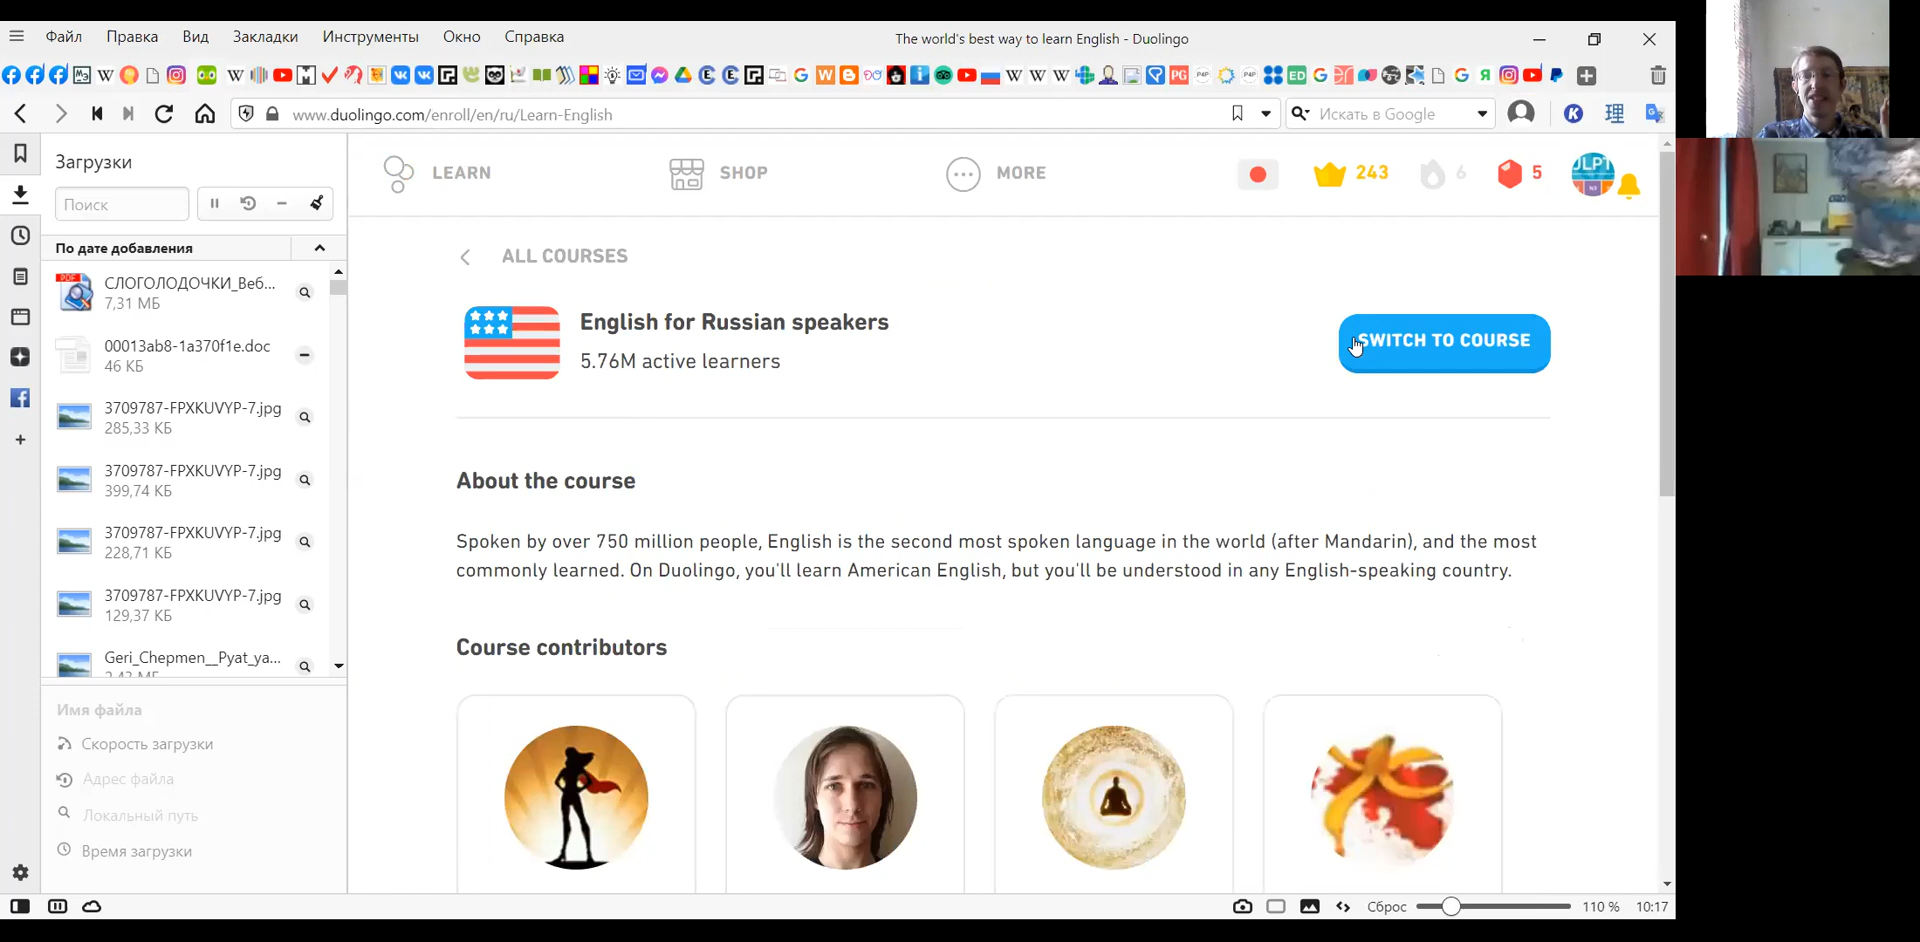 Файл Правка Вид Закладки Инструменты Окно Справка
The world's best way to learn English - Duolingo
www.duolingo.com/enroll/en/ru/Learn-English
Искать в Google
Загрузки
Поиск
По дате добавления
СЛОГОЛОДОЧКИ_Веб...
7,31 МБ
00013ab8-1a370f1e.doc
46 КБ
3709787-FPXKUVYP-7.jpg
285,33 КБ
3709787-FPXKUVYP-7.jpg
399,74 КБ
3709787-FPXKUVYP-7.jpg
228,71 КБ
3709787-FPXKUVYP-7.jpg
129,37 КБ
Geri_Chepmen__Pyat_ya...
Имя файла
Скорость загрузки
Адрес файла
Локальный путь
Время загрузки
LEARN SHOP MORE 243 6 5
JLPT
ALL COURSES
English for Russian speakers
5.76M active learners
SWITCH TO COURSE
About the course
Spoken by over 750 million people, English is the second most spoken language in the world (after Mandarin), and the most
commonly learned. On Duolingo, you'll learn American English, but you'll be understood in any English-speaking country.
Course contributors
Сброс 110 % 10:17